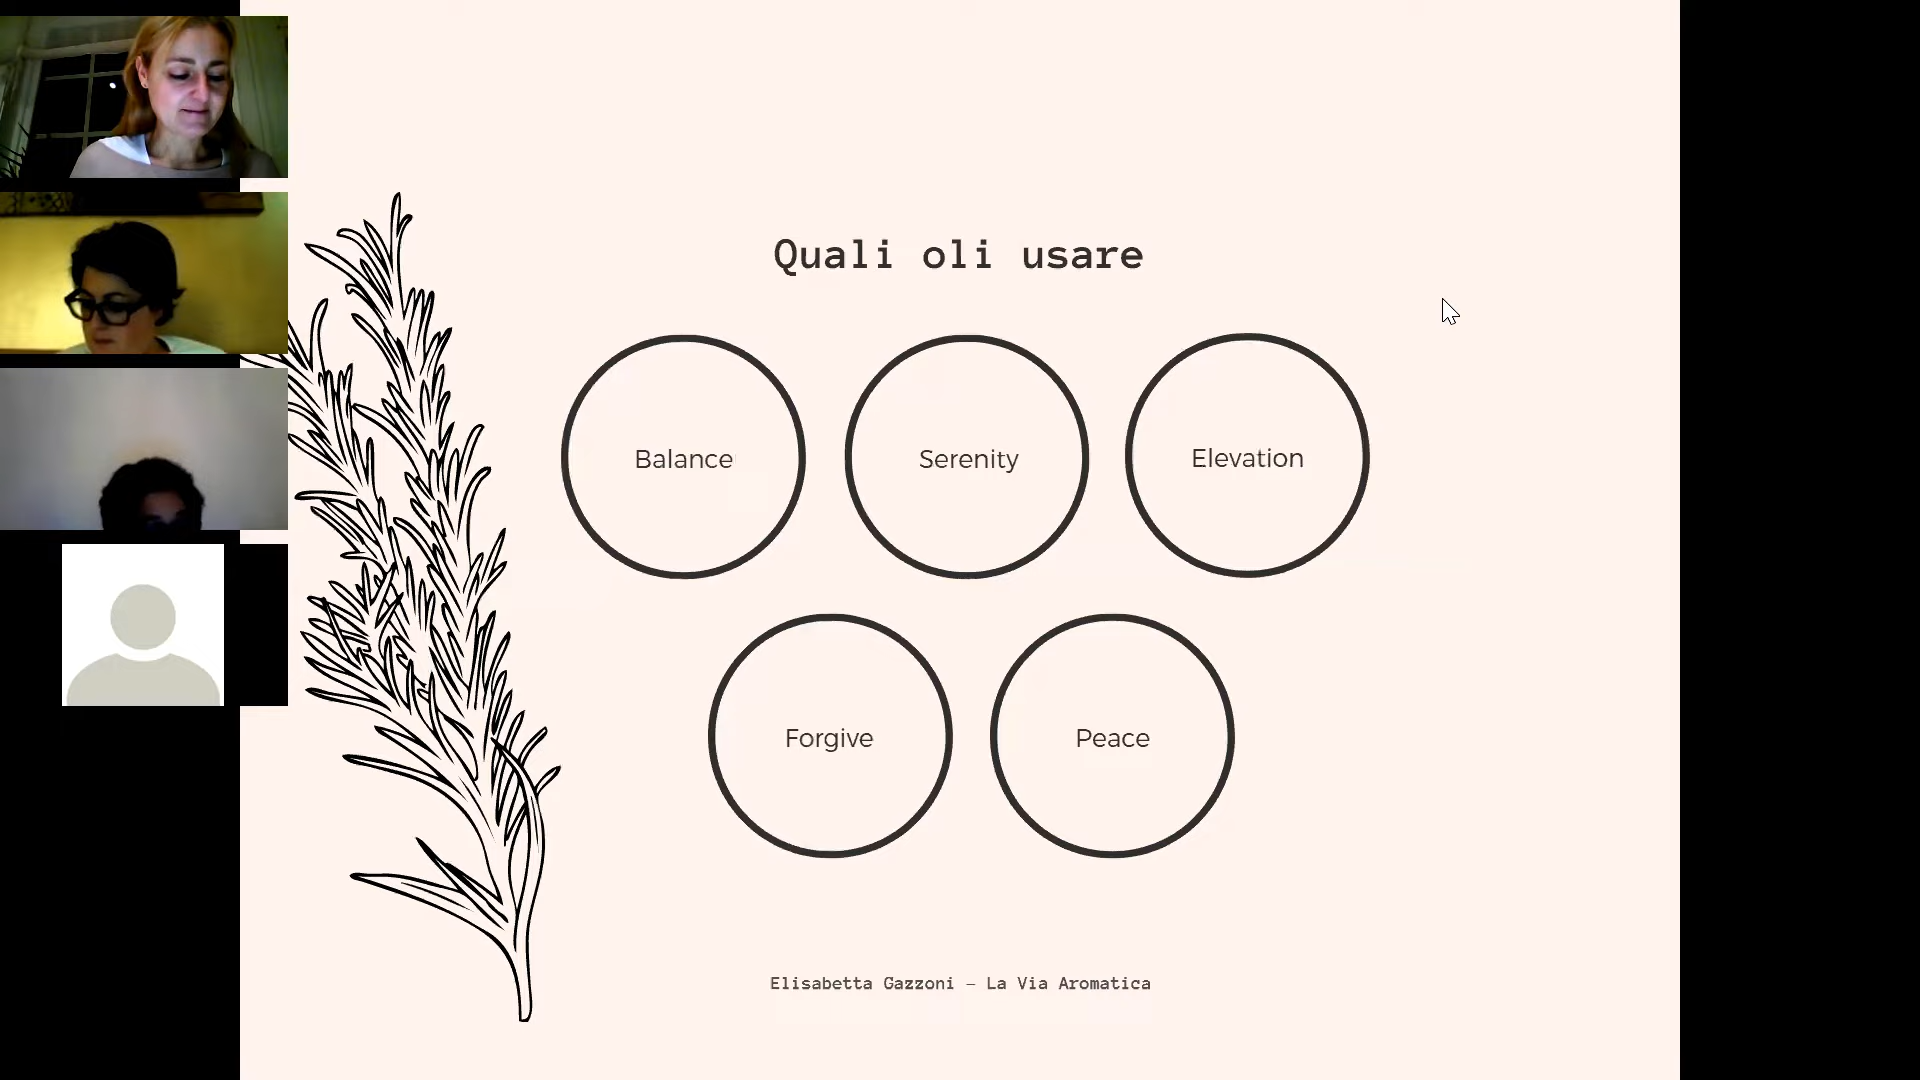 Quali oli usare
Balance
Serenity
Elevation
Forgive
Peace
Elisabetta Gazzoni – La Via Aromatica